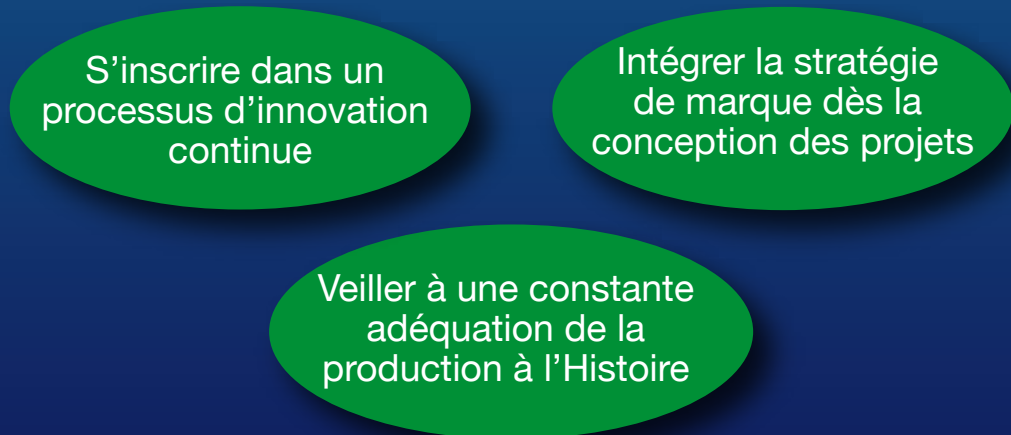 S’inscrire dans un
processus d’innovation
continue
Intégrer la stratégie
de marque dès la
conception des projets
Veiller à une constante
adéquation de la
production à l’Histoire